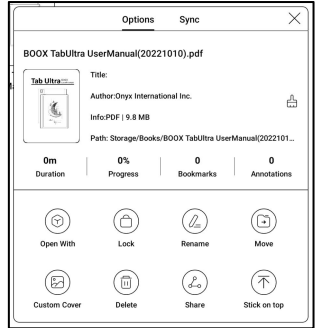 Options Sync
BOOX TabUltra UserManual(20221010).pdf
Tab Ultra
Title:
Author:Onyx International Inc.
Info:PDF | 9.8 MB
Path: Storage/Books/BOOX TabUltra UserManual(2022101...
0m 0% 0 0
Duration Progress Bookmarks Annotations
Open With Lock Rename Move
Custom Cover Delete Share Stick on top